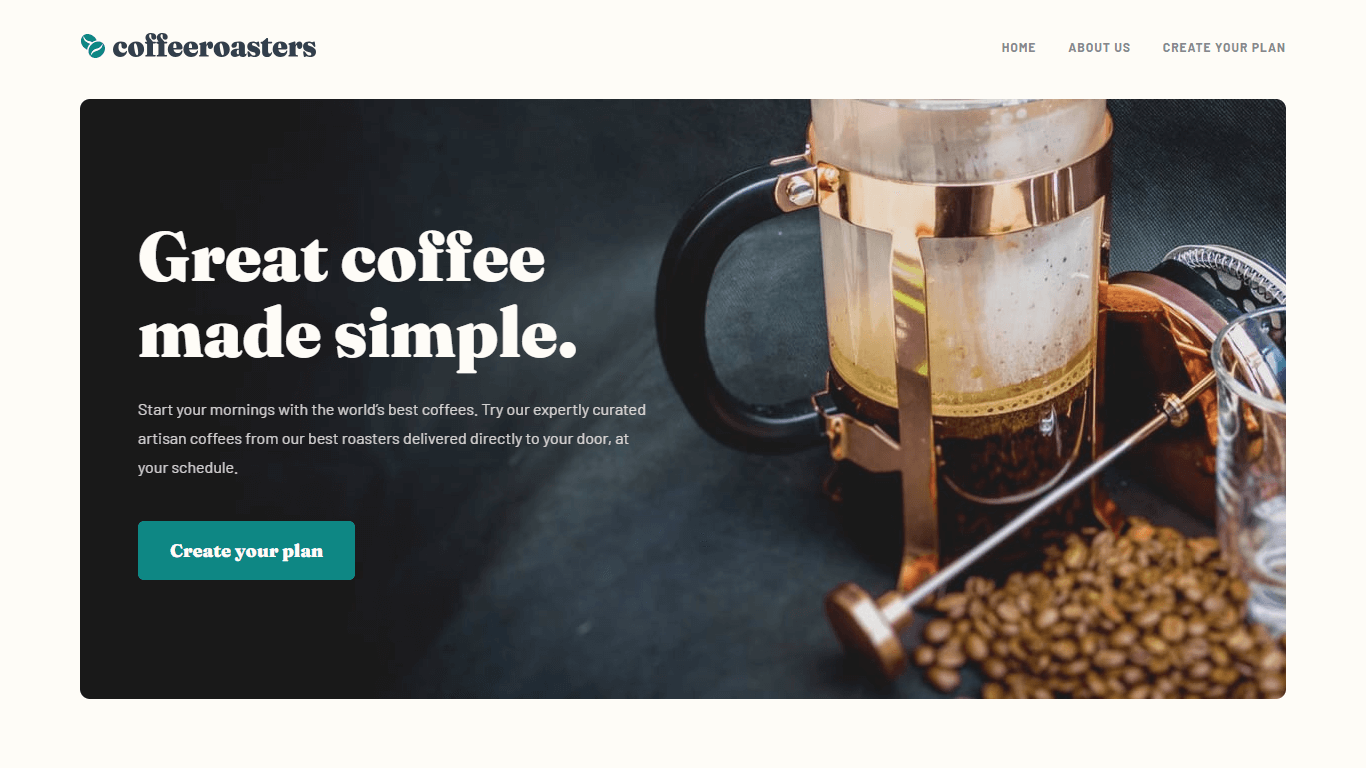 coffeeroasters
HOME ABOUT US CREATE YOUR PLAN
Great coffee
made simple.
Start your mornings with the world’s best coffees. Try our expertly curated
artisan coffees from our best roasters delivered directly to your door, at
your schedule.
Create your plan